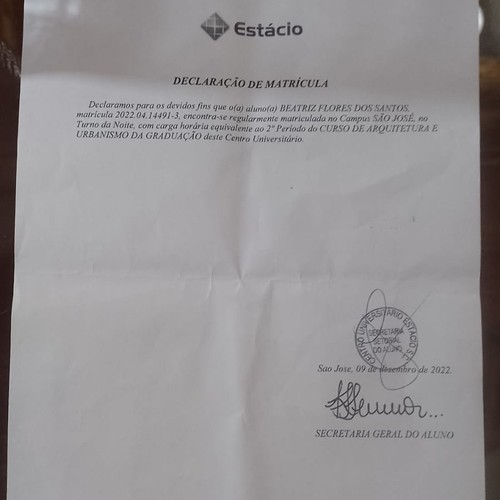 Estácio
DECLARAÇÃO DE MATRÍCULA
Declaramos para os devidos fins que o(a) aluno(a) BEATRIZ FLORES DOS SANTOS,
matrícula 2022.04.14491-3, encontra-se regularmente matriculada no Campus SÃO JOSÉ, no
Turno da Noite, com carga horária equivalente ao 2º Período do CURSO DE ARQUITETURA E
URBANISMO DA GRADUAÇÃO deste Centro Universitário.
CENTRO UNIVERSITÁRIO ESTÁCIO S.C.
SECRETARIA
SETORIAL
DO ALUNO
Sao Jose, 09 de dezembro de 2022.
SECRETARIA GERAL DO ALUNO